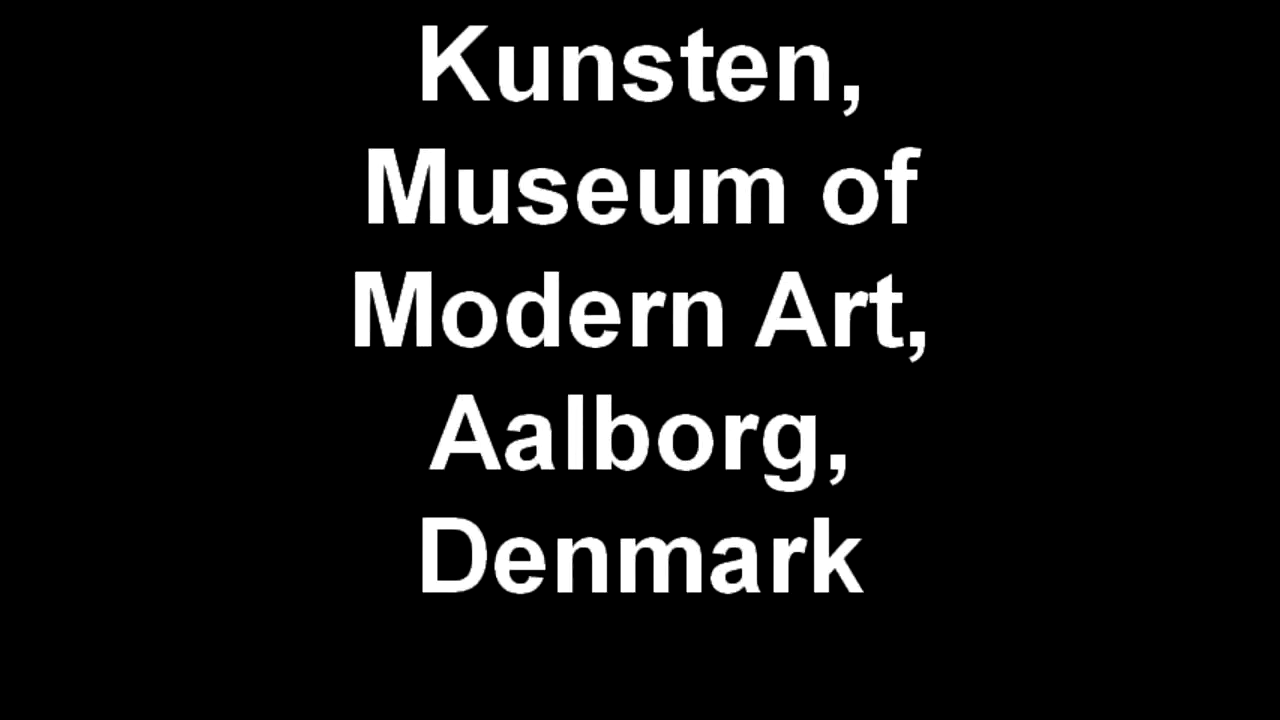 Kunsten,
Museum of
Modern Art,
Aalborg,
Denmark